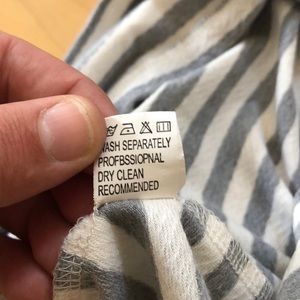 WASH SEPARATELY
PROFBSSIOPNAL
DRY CLEAN
RECOMMENDED